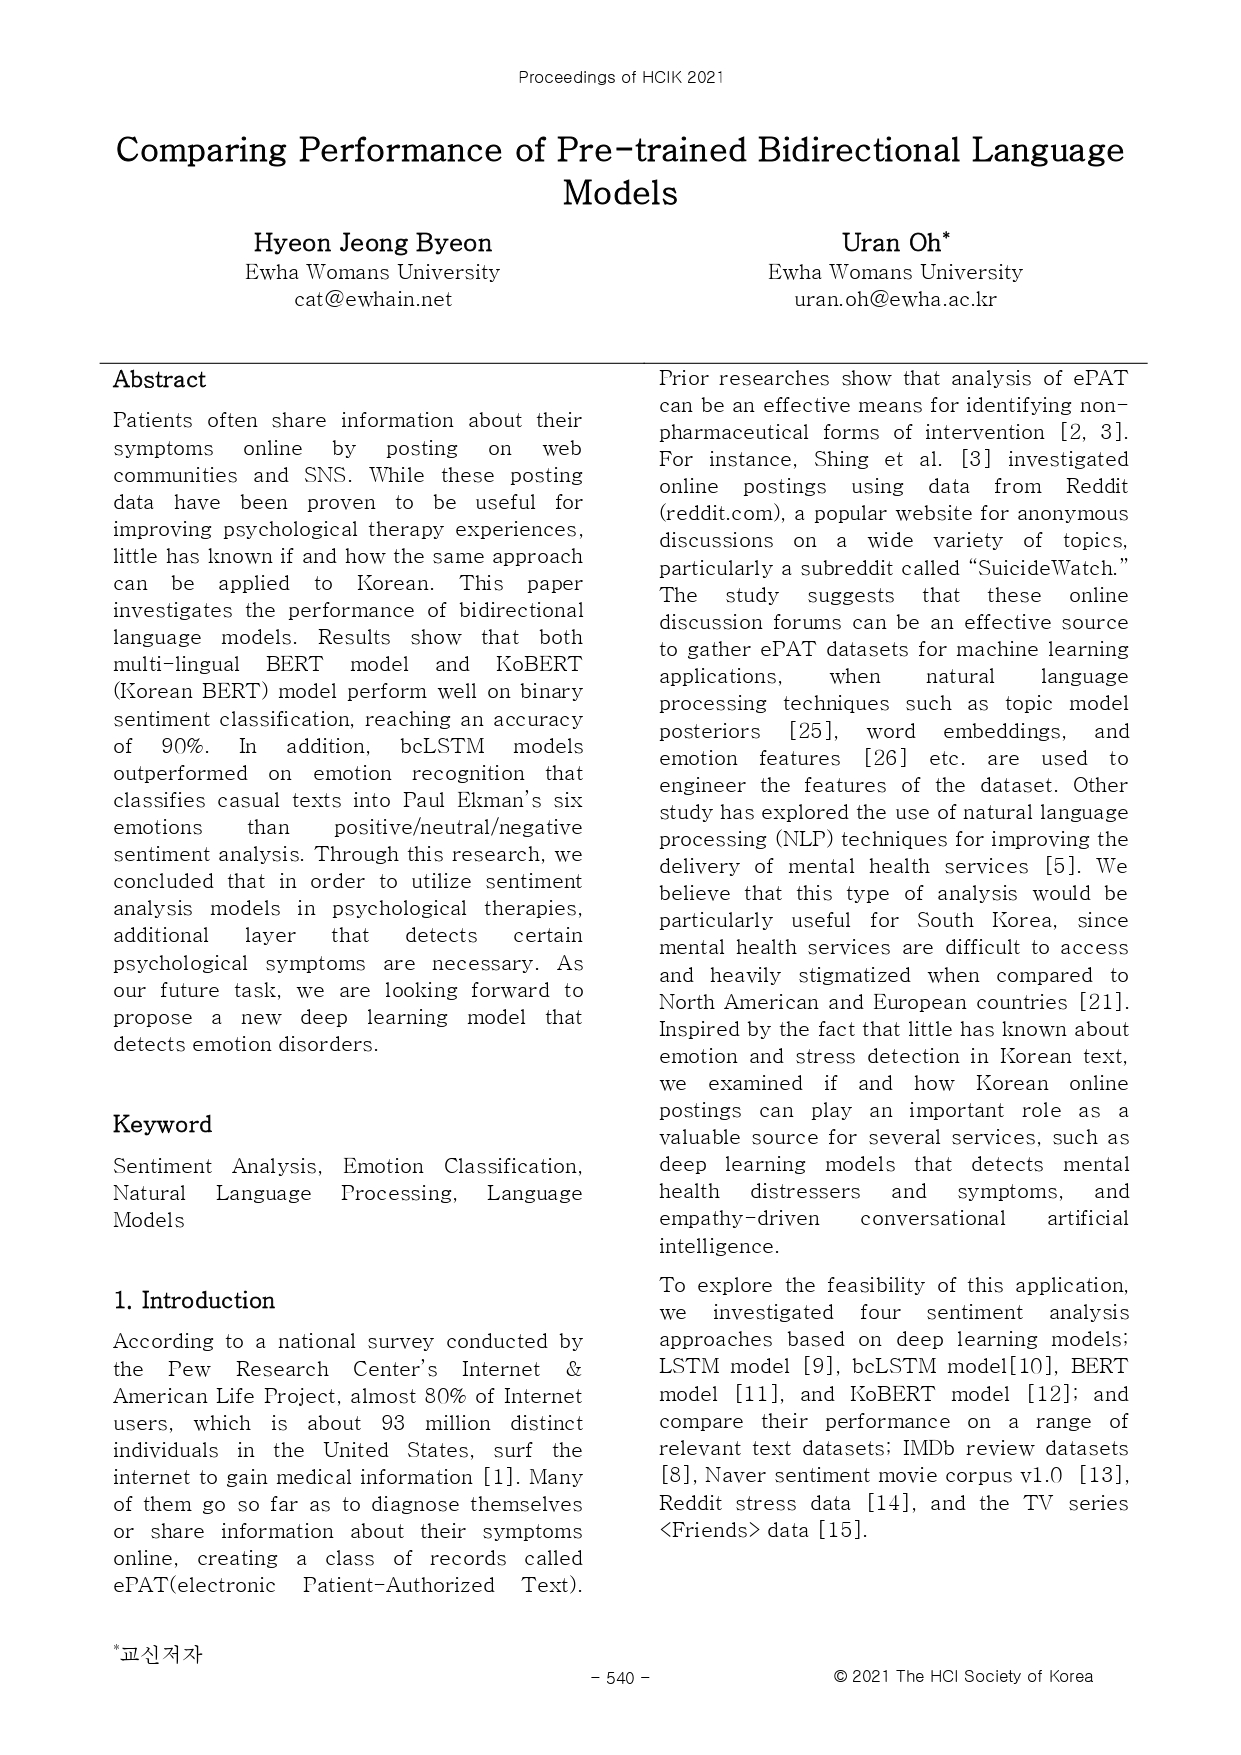 Proceedings of HCIK 2021
Comparing Performance of Pre-trained Bidirectional Language
Models
Hyeon Jeong Byeon
Ewha Womans University
cat@ewhain.net
Uran Oh*
Ewha Womans University
uran.oh@ewha.ac.kr
Abstract
Patients often share information about their
symptoms online by posting on web
communities and SNS. While these posting
data have been proven to be useful for
improving psychological therapy experiences,
little has known if and how the same approach
can be applied to Korean. This paper
investigates the performance of bidirectional
language models. Results show that both
multi-lingual BERT model and KoBERT
(Korean BERT) model perform well on binary
sentiment classification, reaching an accuracy
of 90%. In addition, bcLSTM models
outperformed on emotion recognition that
classifies casual texts into Paul Ekman's six
emotions than positive/neutral/negative
sentiment analysis. Through this research, we
concluded that in order to utilize sentiment
analysis models in psychological therapies,
additional layer that detects certain
psychological symptoms are necessary. As
our future task, we are looking forward to
propose a new deep learning model that
detects emotion disorders.
Keyword
Sentiment Analysis, Emotion Classification,
Natural Language Processing, Language
Models
1. Introduction
According to a national survey conducted by
the Pew Research Center's Internet &
American Life Project, almost 80% of Internet
users, which is about 93 million distinct
individuals in the United States, surf the
internet to gain medical information [1]. Many
of them go so far as to diagnose themselves
or share information about their symptoms
online, creating a class of records called
ePAT(electronic Patient-Authorized Text).
Prior researches show that analysis of ePAT
can be an effective means for identifying non-
pharmaceutical forms of intervention [2, 3].
For instance, Shing et al. [3] investigated
online postings using data from Reddit
(reddit.com), a popular website for anonymous
discussions on a wide variety of topics,
particularly a subreddit called “SuicideWatch.”
The study suggests that these online
discussion forums can be an effective source
to gather ePAT datasets for machine learning
applications, when natural language
processing techniques such as topic model
posteriors [25], word embeddings, and
emotion features [26] etc. are used to
engineer the features of the dataset. Other
study has explored the use of natural language
processing (NLP) techniques for improving the
delivery of mental health services [5]. We
believe that this type of analysis would be
particularly useful for South Korea, since
mental health services are difficult to access
and heavily stigmatized when compared to
North American and European countries [21].
Inspired by the fact that little has known about
emotion and stress detection in Korean text,
we examined if and how Korean online
postings can play an important role as a
valuable source for several services, such as
deep learning models that detects mental
health distressers and symptoms, and
empathy-driven conversational artificial
intelligence.
To explore the feasibility of this application,
we investigated four sentiment analysis
approaches based on deep learning models;
LSTM model [9], bcLSTM model[10], BERT
model [11], and KoBERT model [12]; and
compare their performance on a range of
relevant text datasets; IMDb review datasets
[8], Naver sentiment movie corpus v1.0 [13],
Reddit stress data [14], and the TV series
<Friends> data [15].
*교신저자
- 540 -
© 2021 The HCI Society of Korea